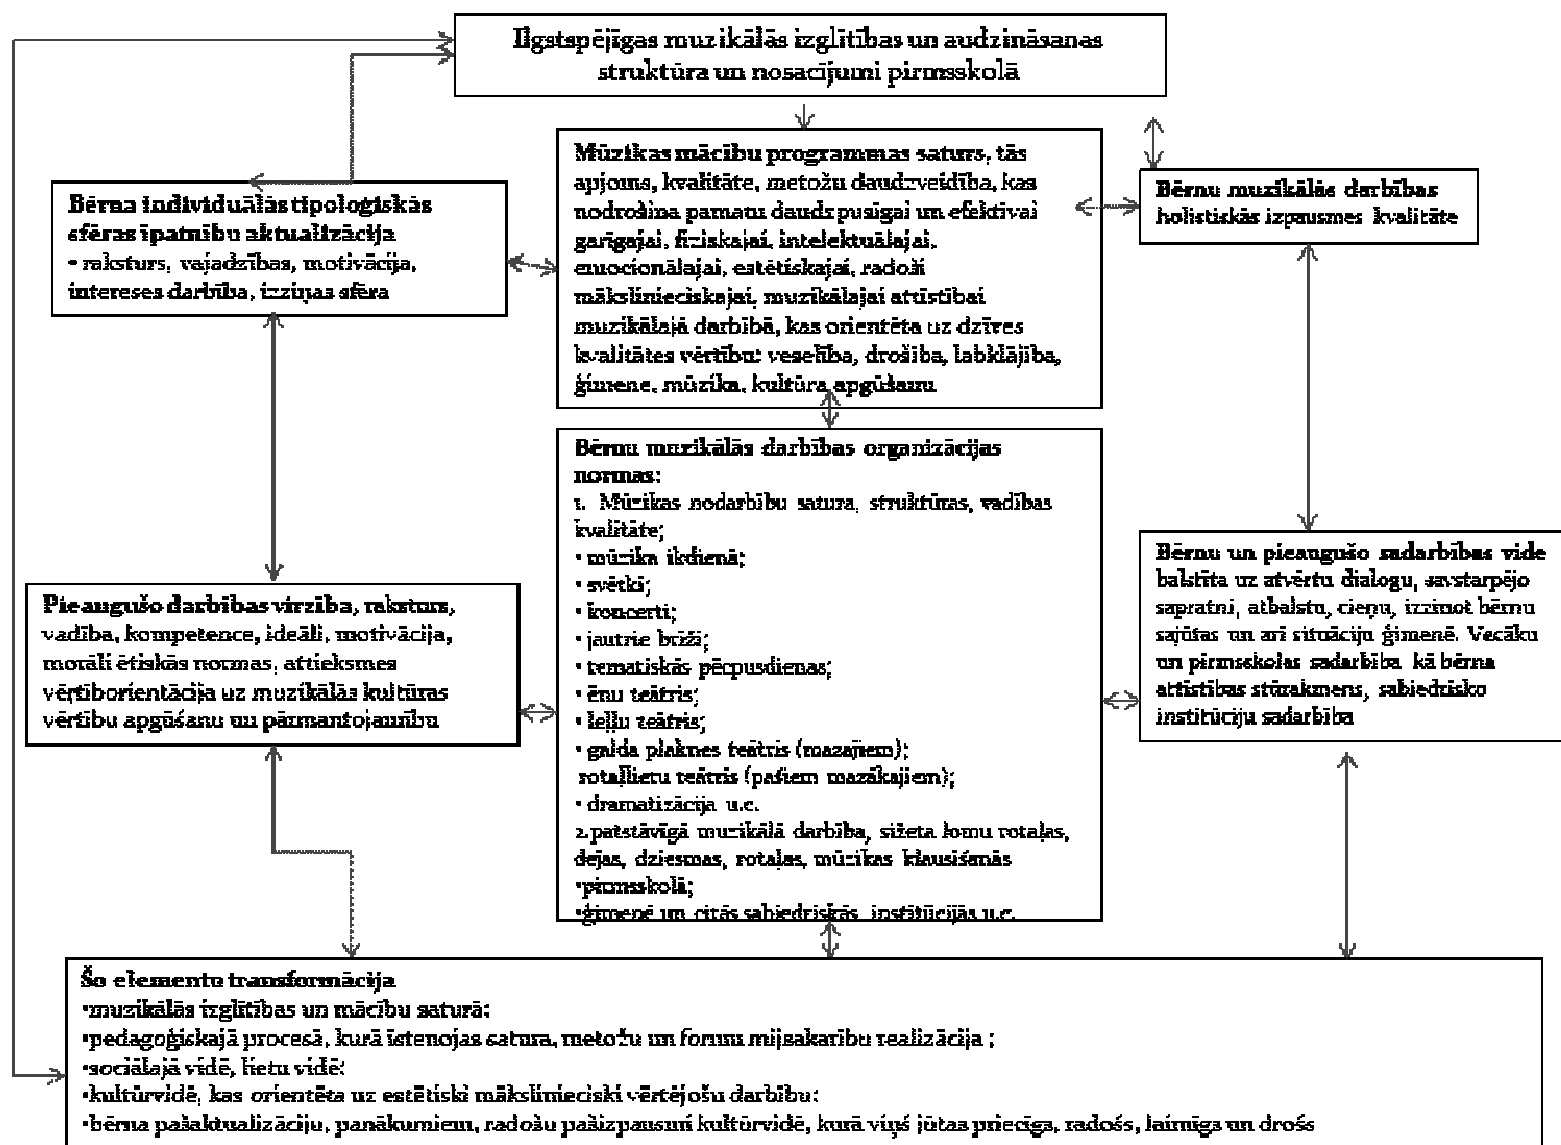 Ilgstspējīgas muzikālās izglītības un audzināšanas
struktūra un nosacījumi pirmsskolā
Mūzikas mācību programmas saturs, tās
apjoms, kvalitāte, metožu daudzveidība, kas
nodrošina pamatu daudzpusīgai un efektīvai
garīgajai, fiziskajai, intelektuālajai,
emocionālajai, estētiskajai, radoši
mākslinieciskajai, muzikālajai attīstībai
muzikālajā darbībā, kas orientēta uz dzīves
kvalitātes vērtību: veselība, drošība, labklājība,
ģimene, mūzika, kultūra apgūšanu
Bērna individuālās tipoloģiskās
sfēras īpatnību aktualizācija
• raksturs, vajadzības, motivācija,
intereses darbība, izziņas sfēra
Bērnu muzikālās darbības
holistiskās izpausmes kvalitāte
Bērnu muzikālās darbības organizācijas
normas:
1. Mūzikas nodarbību satura, struktūras, vadības
kvalitāte;
• mūzika ikdienā;
• svētki;
• koncerti;
• jautrie brīži;
• tematiskās pēcpusdienas;
• ēnu teātris;
• leļļu teātris;
• galda plaknes teātris (mazajiem);
rotaļlietu teātris (pašiem mazākajiem);
• dramatizācija u.c.
2.patstāvīgā muzikālā darbība, sižeta lomu rotaļas,
dejas, dziesmas, rotaļas, mūzikas klausīšanās
•pirmsskolā;
•ģimenē un citās sabiedriskās institūcijās u.c.
Pieaugušo darbības virzība, raksturs,
vadība, kompetence, ideāli, motivācija,
morāli ētiskās normas, attieksmes
vērtīborientācija uz muzikālās kultūras
vērtību apgūšanu un pārmantojamību
Bērnu un pieaugušo sadarbības vide
balstīta uz atvērtu dialogu, savstarpējo
sapratni, atbalstu, cieņu, izzinot bērnu
sajūtas un arī situāciju ģimenē. Vecāku
un pirmsskolas sadarbība kā bērna
attīstības stūrakmens, sabiedrisko
institūciju sadarbība
Šo elementu transformācija
•muzikālās izglītības un mācību saturā;
•pedagoģiskajā procesā, kurā īstenojas satura, metožu un formu mijsakarību realizācija ;
•sociālajā vidē, lietu vidē;
•kultūrvidē, kas orientēta uz estētiski mākslinieciski vērtējošu darbību;
•bērna pašaktualizāciju, panākumiem, radošu pašizpausmi kultūrvidē, kurā viņš jūtas priecīgs, radošs, laimīgs un drošs